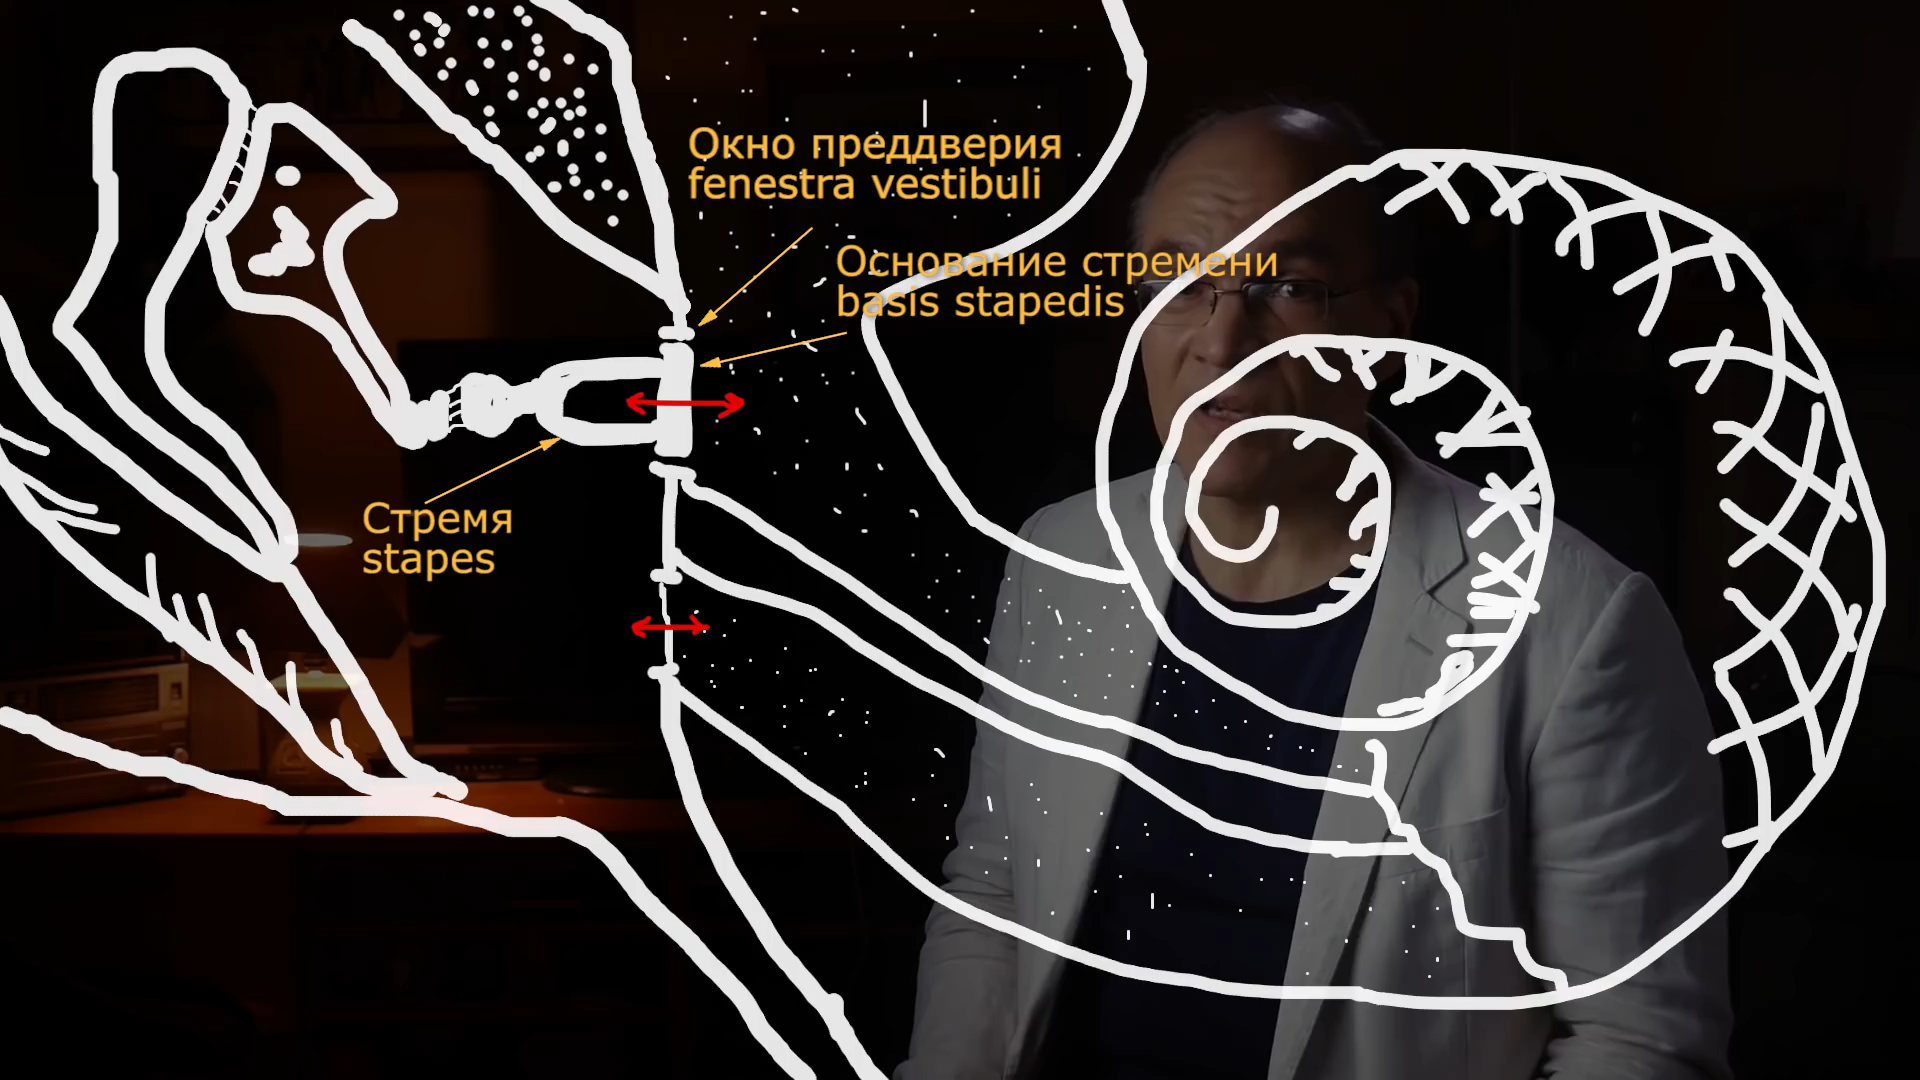 Окно преддверия
fenestra vestibuli
Основание стремени
basis stapedis
Стремя
stapes